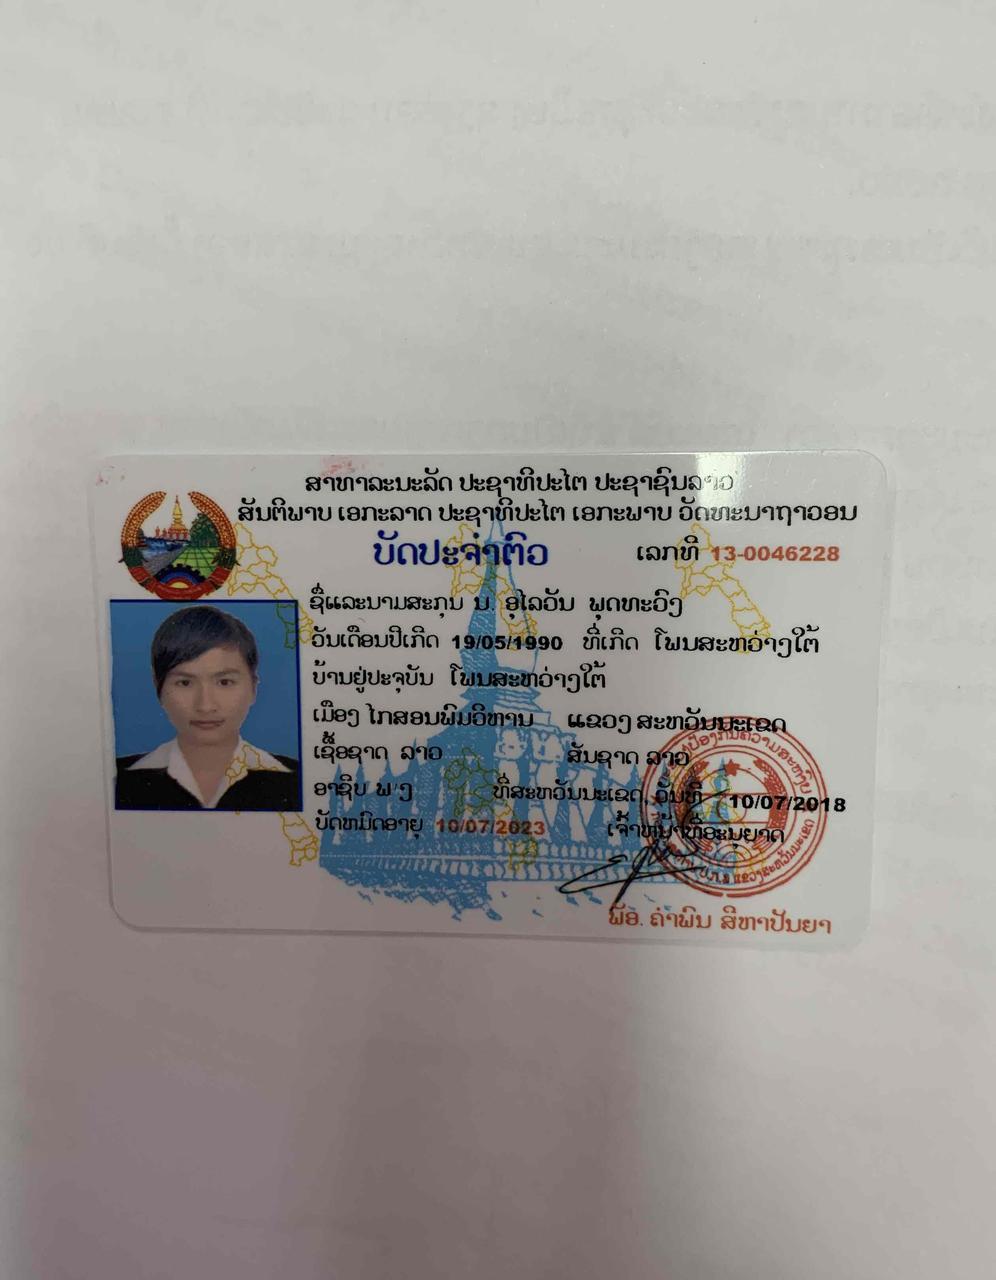 ສາທາລະນະລັດ ປະຊາທິປະໄຕ ປະຊາຊົນລາວ
ສັນຕິພາບ ເອກະລາດ ປະຊາທິປະໄຕ ເອກະພາບ ວັດທະນາຖາວອນ
ບັດປະຈຳຕົວ ເລກທີ 13-0046228
ຊື່ແລະນາມສະກຸນ ນ. ອຸໄລວັນ ພຸດທະວົງ
ວັນເດືອນປີເກີດ 19/05/1990 ທີ່ເກີດ ໂພນສະຫວ່າງໃຕ້
ບ້ານຢູ່ປະຈຸບັນ ໂພນສະຫວ່າງໃຕ້
ເມືອງ ໄກສອນພົມວິຫານ ແຂວງ ສະຫວັນນະເຂດ
ເຊື້ອຊາດ ລາວ ສັນຊາດ ລາວ
ອາຊີບ ທີ່ສະຫວັນນະເຂດ, ວັນທີ 10/07/2018
ບັດຫມົດອາຍຸ 10/07/2023 ເຈົ້າຫນ້າທີ່ອະນຸຍາດ
ພັອ. ຄຳພົນ ສີຫາປັນຍາ